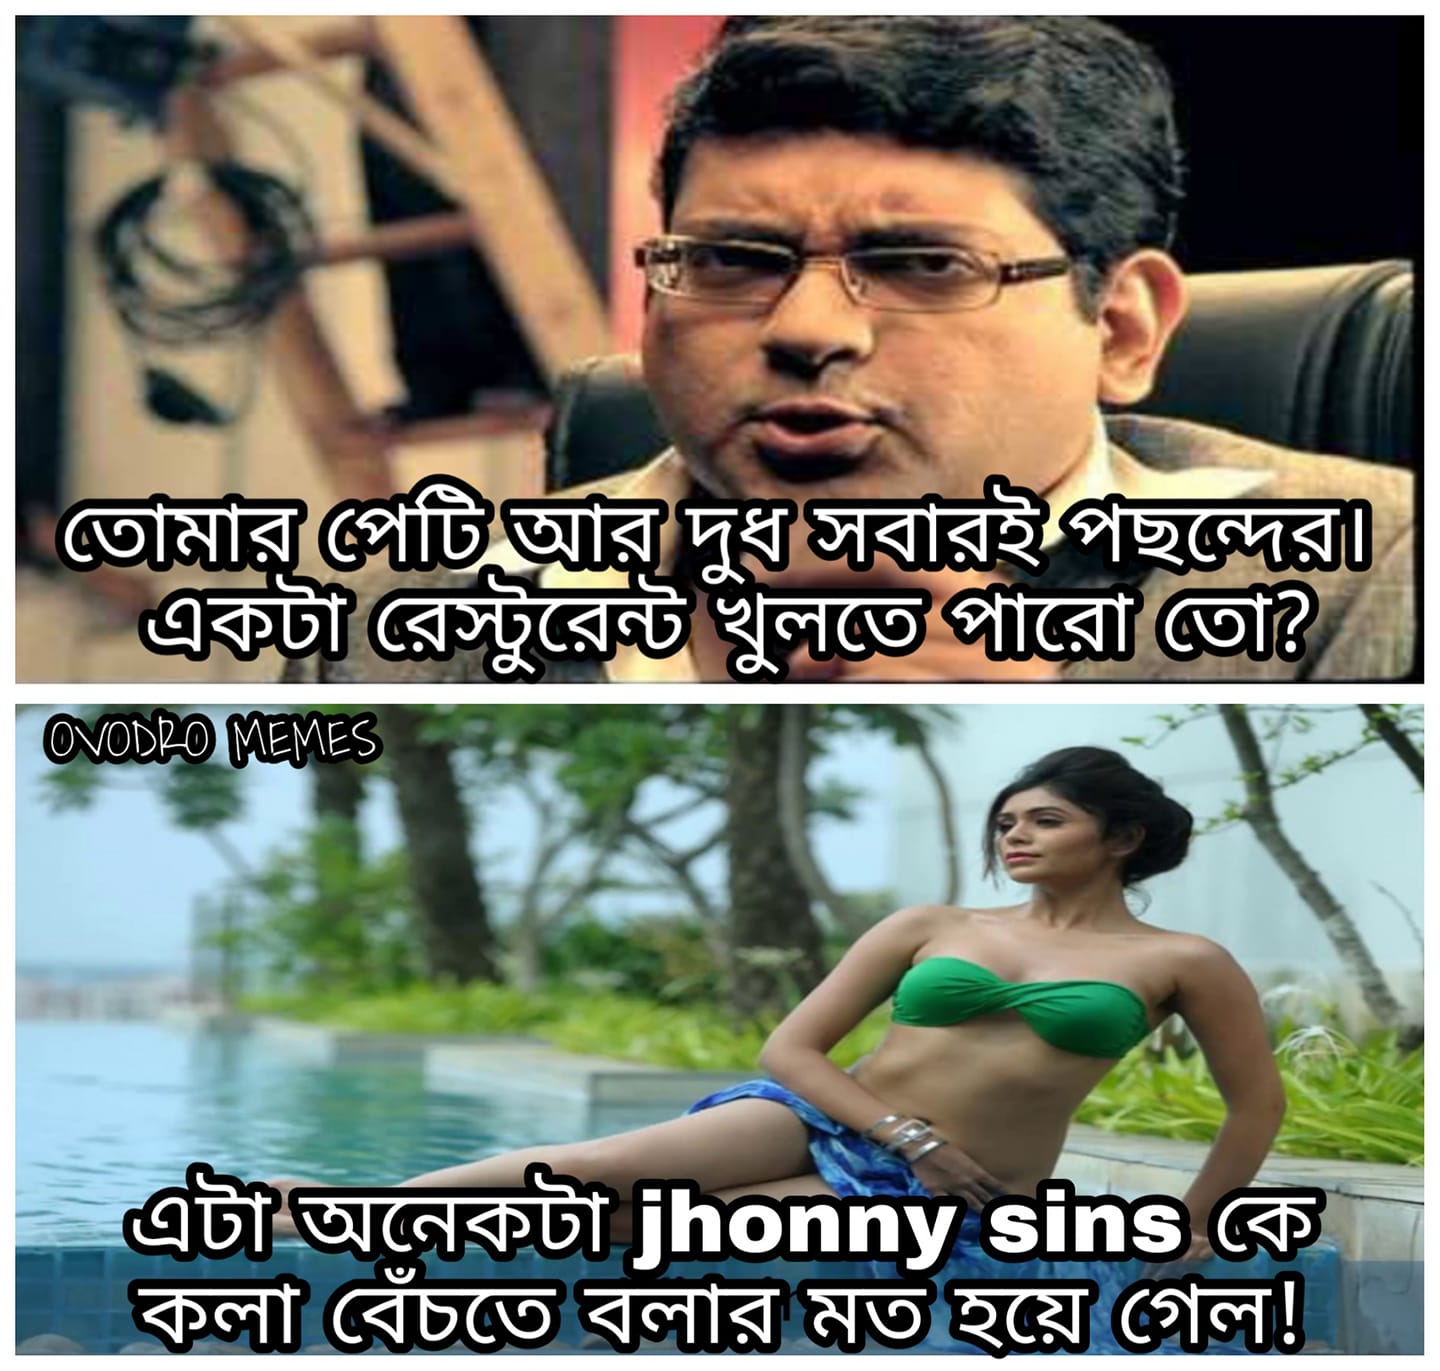 তোমার পেটি আর দুধ সবারই পছন্দের।
একটা রেস্টুরেন্ট খুলতে পারো তো?
OVODRO MEMES
এটা অনেকটা jhonny sins কে
কলা বেঁচতে বলার মত হয়ে গেল!